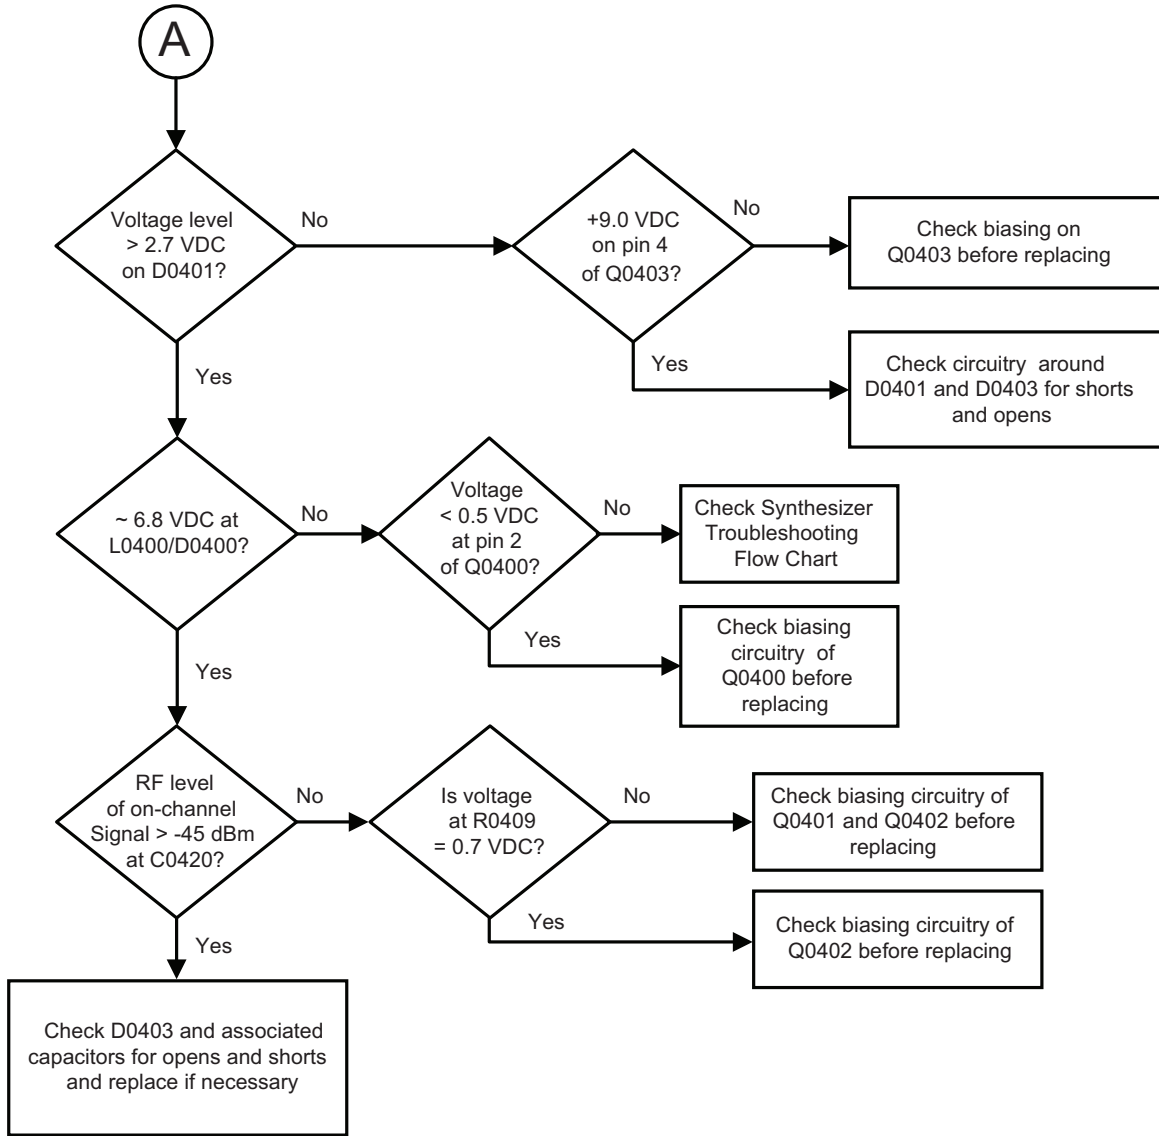 A
Voltage level
> 2.7 VDC
on D0401?
No
+9.0 VDC
on pin 4
of Q0403?
No
Check biasing on
Q0403 before replacing
Yes
Check circuitry around
D0401 and D0403 for shorts
and opens
Yes
~ 6.8 VDC at
L0400/D0400?
No
Voltage
< 0.5 VDC
at pin 2
of Q0400?
No
Check Synthesizer
Troubleshooting
Flow Chart
Yes
Check biasing
circuitry of
Q0400 before
replacing
Yes
RF level
of on-channel
Signal > -45 dBm
at C0420?
No
Is voltage
at R0409
= 0.7 VDC?
No
Check biasing circuitry of
Q0401 and Q0402 before
replacing
Yes
Check biasing circuitry of
Q0402 before replacing
Yes
Check D0403 and associated
capacitors for opens and shorts
and replace if necessary